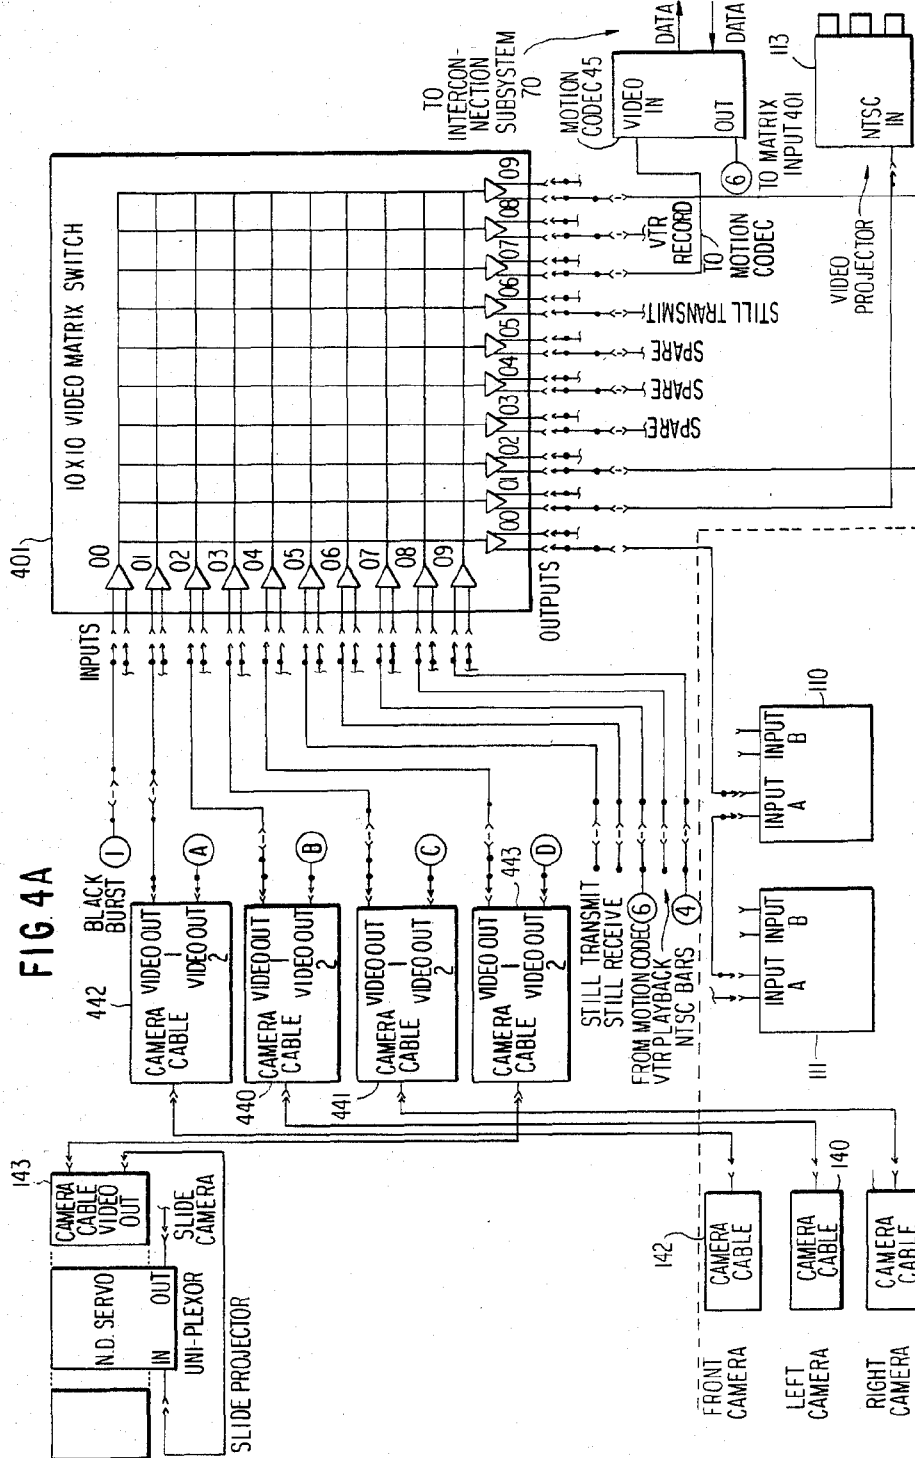 FIG. 4A
401
10X10 VIDEO MATRIX SWITCH
INPUTS
00
01
02
03
04
05
06
07
08
09
OUTPUTS
00
01
02
03
04
05
06
07
08
09
TO
INTERCON-
NECTION
SUBSYSTEM
70
MOTION
CODEC 45
VIDEO
IN
OUT
DATA
DATA
6
TO MATRIX
INPUT 401
113
NTSC
IN
VIDEO
PROJECTOR
VTR
RECORD
TO
MOTION
CODEC
STILL TRANSMIT
SPARE
SPARE
SPARE
BLACK
BURST
1
442
CAMERA
CABLE
VIDEO OUT
1
VIDEO OUT
2
A
440
CAMERA
CABLE
VIDEO OUT
1
VIDEO OUT
2
B
441
CAMERA
CABLE
VIDEO OUT
1
VIDEO OUT
2
C
443
CAMERA
CABLE
VIDEO OUT
1
VIDEO OUT
2
D
STILL TRANSMIT
STILL RECEIVE
FROM MOTION CODEC
6
VTR PLAYBACK
NTSC BARS
4
110
INPUT
A
INPUT
B
111
INPUT
A
INPUT
B
143
CAMERA
CABLE
VIDEO
OUT
SLIDE
CAMERA
N.D. SERVO
IN
OUT
UNI-PLEXOR
SLIDE PROJECTOR
142
CAMERA
CABLE
FRONT
CAMERA
140
CAMERA
CABLE
LEFT
CAMERA
CAMERA
CABLE
RIGHT
CAMERA